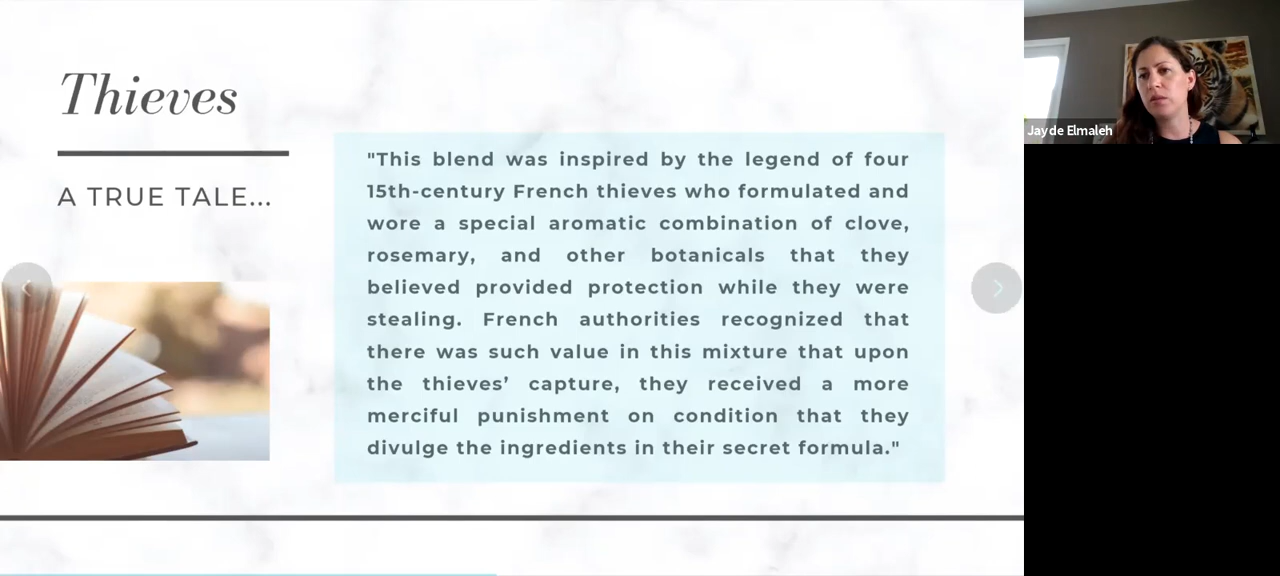 Thieves
A TRUE TALE...
"This blend was inspired by the legend of four
15th-century French thieves who formulated and
wore a special aromatic combination of clove,
rosemary, and other botanicals that they
believed provided protection while they were
stealing. French authorities recognized that
there was such value in this mixture that upon
the thieves’ capture, they received a more
merciful punishment on condition that they
divulge the ingredients in their secret formula."
Jayde Elmaleh